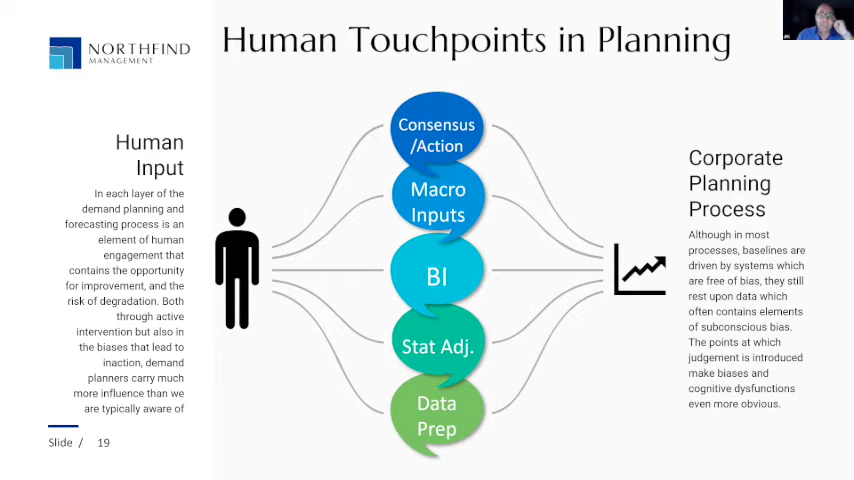 NORTHFIND
MANAGEMENT
Human Touchpoints in Planning
Human
Input
In each layer of the
demand planning and
forecasting process is an
element of human
engagement that
contains the opportunity
for improvement, and the
risk of degradation. Both
through active
intervention but also in
the biases that lead to
inaction, demand
planners carry much
more influence than we
are typically aware of
Slide / 19
Consensus
/Action
Macro
Inputs
BI
Stat Adj.
Data
Prep
Corporate
Planning
Process
Although in most
processes, baselines are
driven by systems which
are free of bias, they still
rest upon data which
often contains elements
of subconscious bias.
The points at which
judgement is introduced
make biases and
cognitive dysfunctions
even more obvious.